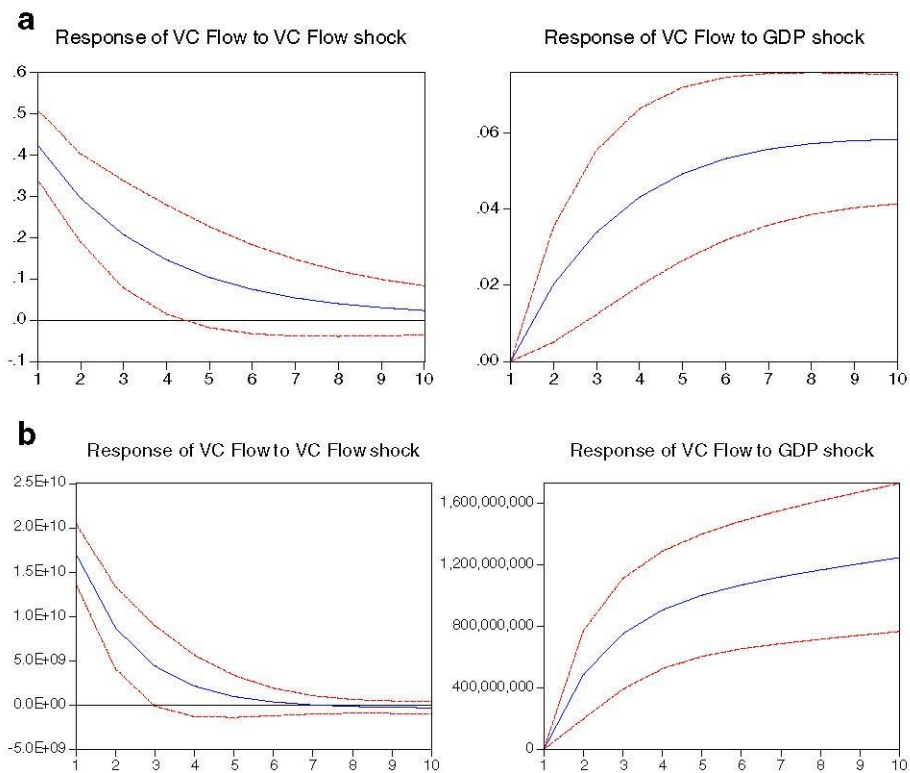 a
Response of VC Flow to VC Flow shock
.6
.5
.4
.3
.2
.1
.0
-.1
1 2 3 4 5 6 7 8 9 10
Response of VC Flow to GDP shock
.06
.04
.02
.00
1 2 3 4 5 6 7 8 9 10
b
Response of VC Flow to VC Flow shock
2.5E+10
2.0E+10
1.5E+10
1.0E+10
5.0E+09
0.0E+00
-5.0E+09
1 2 3 4 5 6 7 8 9 10
Response of VC Flow to GDP shock
1,600,000,000
1,200,000,000
800,000,000
400,000,000
0
1 2 3 4 5 6 7 8 9 10